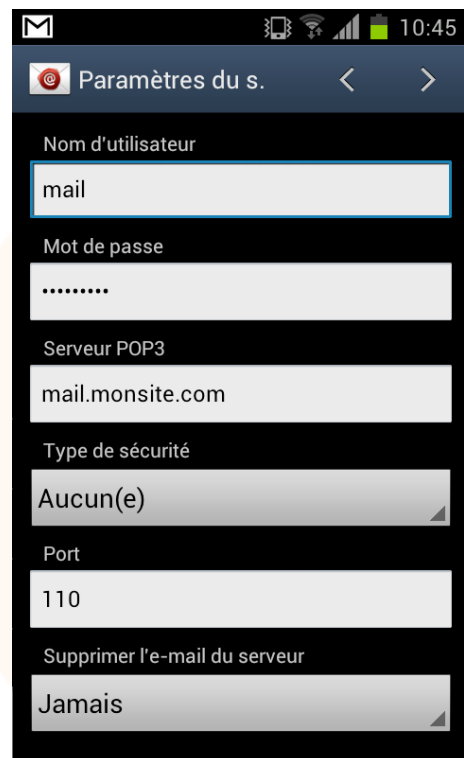 10:45
Paramètres du s.
Nom d'utilisateur
mail
Mot de passe
•••••••••
Serveur POP3
mail.monsite.com
Type de sécurité
Aucun(e)
Port
110
Supprimer l'e-mail du serveur
Jamais